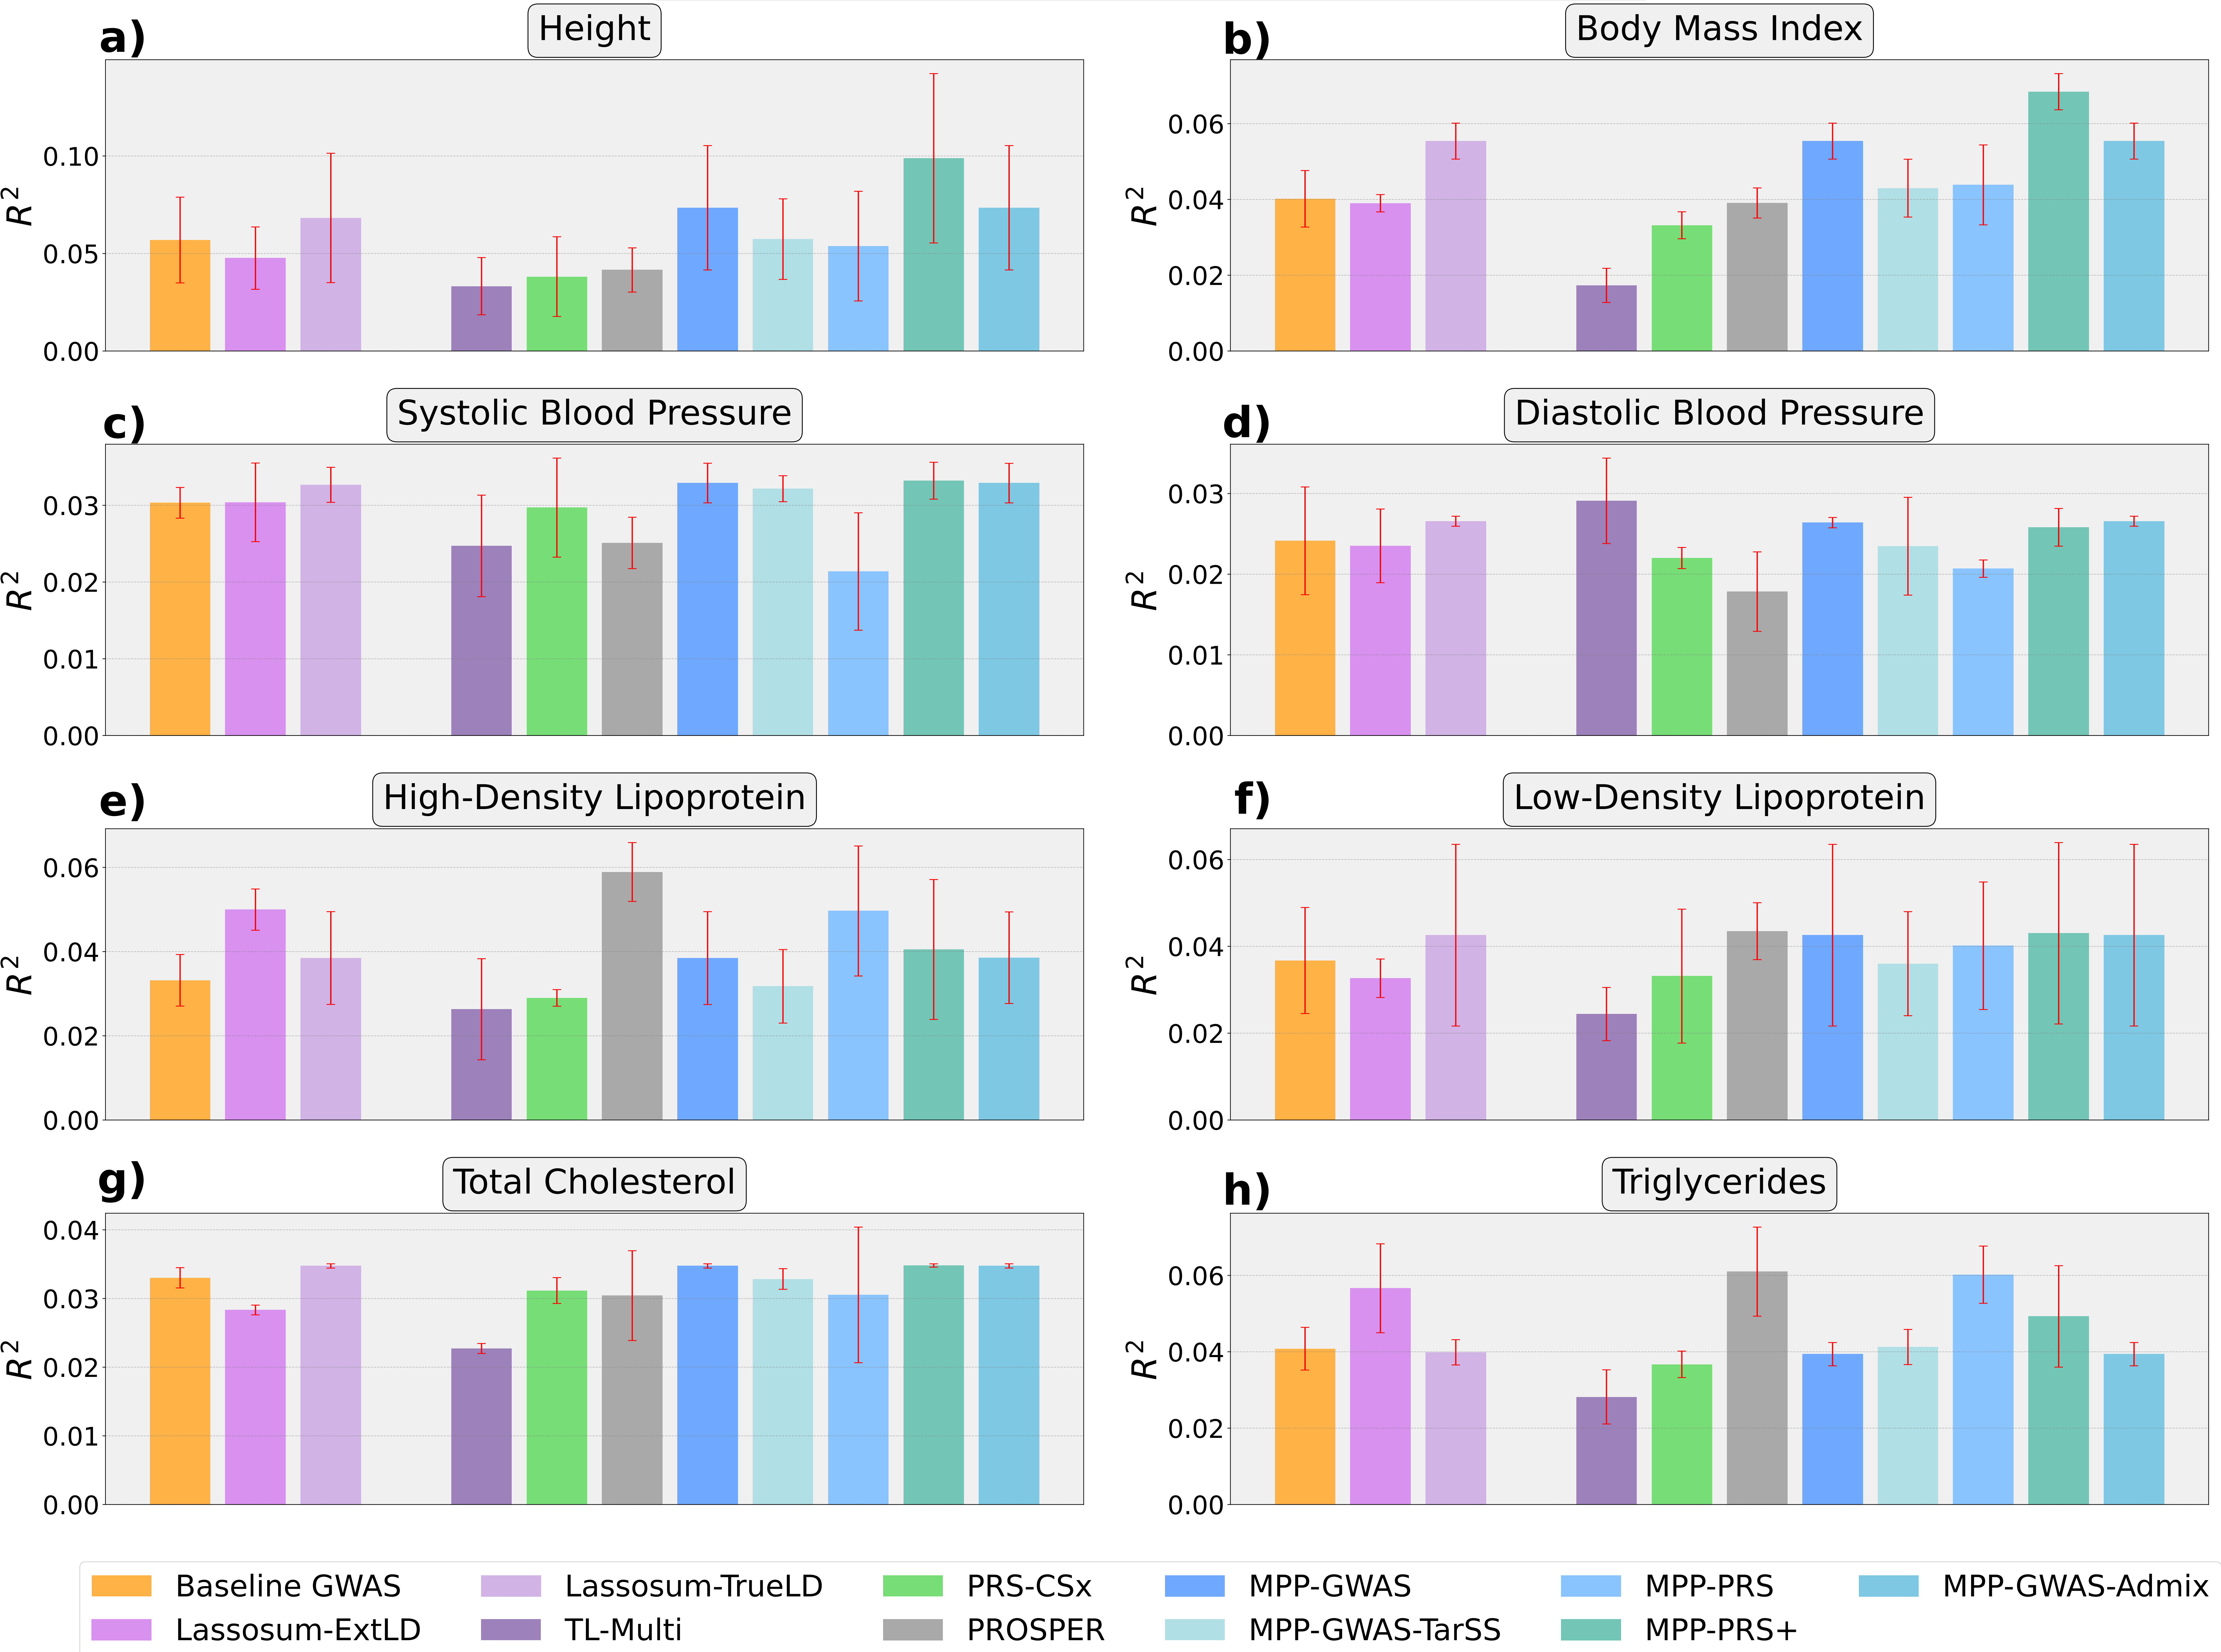 a) Height
R²
0.10
0.05
0.00
b) Body Mass Index
R²
0.06
0.04
0.02
0.00
c) Systolic Blood Pressure
R²
0.03
0.02
0.01
0.00
d) Diastolic Blood Pressure
R²
0.03
0.02
0.01
0.00
e) High-Density Lipoprotein
R²
0.06
0.04
0.02
0.00
f) Low-Density Lipoprotein
R²
0.06
0.04
0.02
0.00
g) Total Cholesterol
R²
0.04
0.03
0.02
0.01
0.00
h) Triglycerides
R²
0.06
0.04
0.02
0.00
Baseline GWAS Lassosum-TrueLD PRS-CSx MPP-GWAS MPP-PRS MPP-GWAS-Admix
Lassosum-ExtLD TL-Multi PROSPER MPP-GWAS-TarSS MPP-PRS+